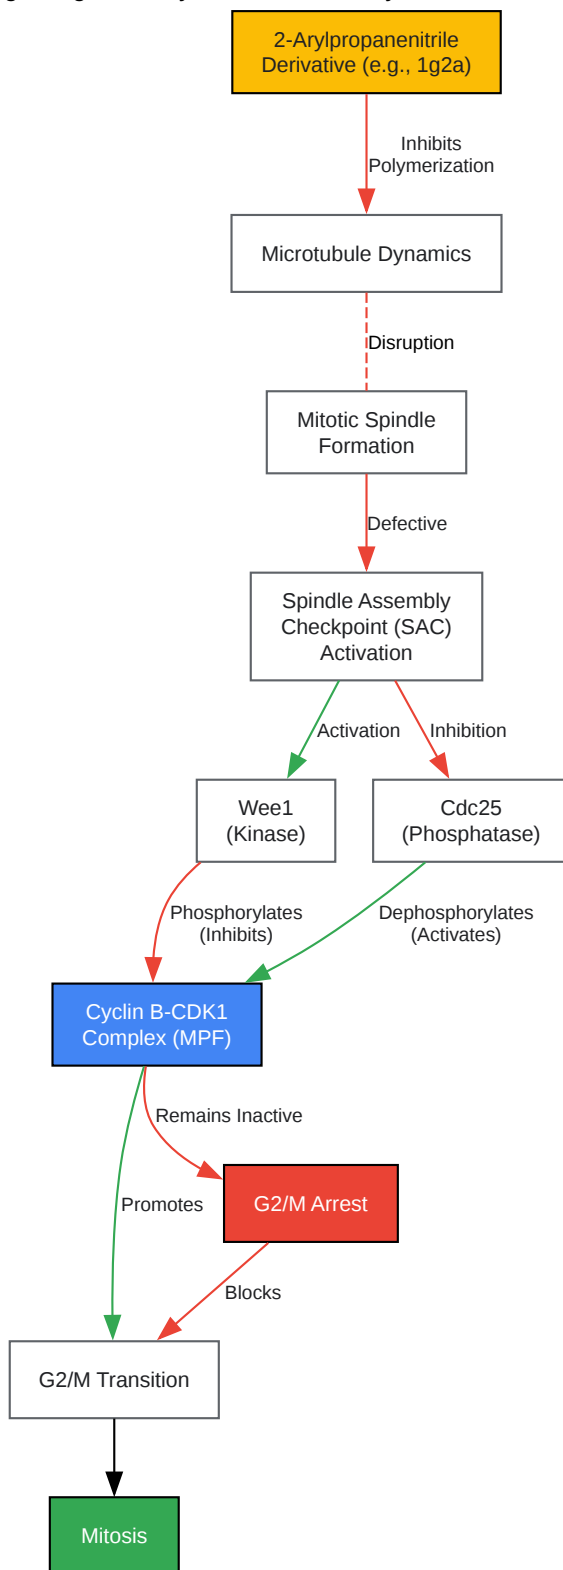 2-Arylpropanenitrile
Derivative (e.g., 1g2a)
Inhibits
Polymerization
Microtubule Dynamics
Disruption
Mitotic Spindle
Formation
Defective
Spindle Assembly
Checkpoint (SAC)
Activation
Activation
Inhibition
Wee1
(Kinase)
Cdc25
(Phosphatase)
Phosphorylates
(Inhibits)
Dephosphorylates
(Activates)
Cyclin B-CDK1
Complex (MPF)
Remains Inactive
Promotes
G2/M Arrest
Blocks
G2/M Transition
Mitosis